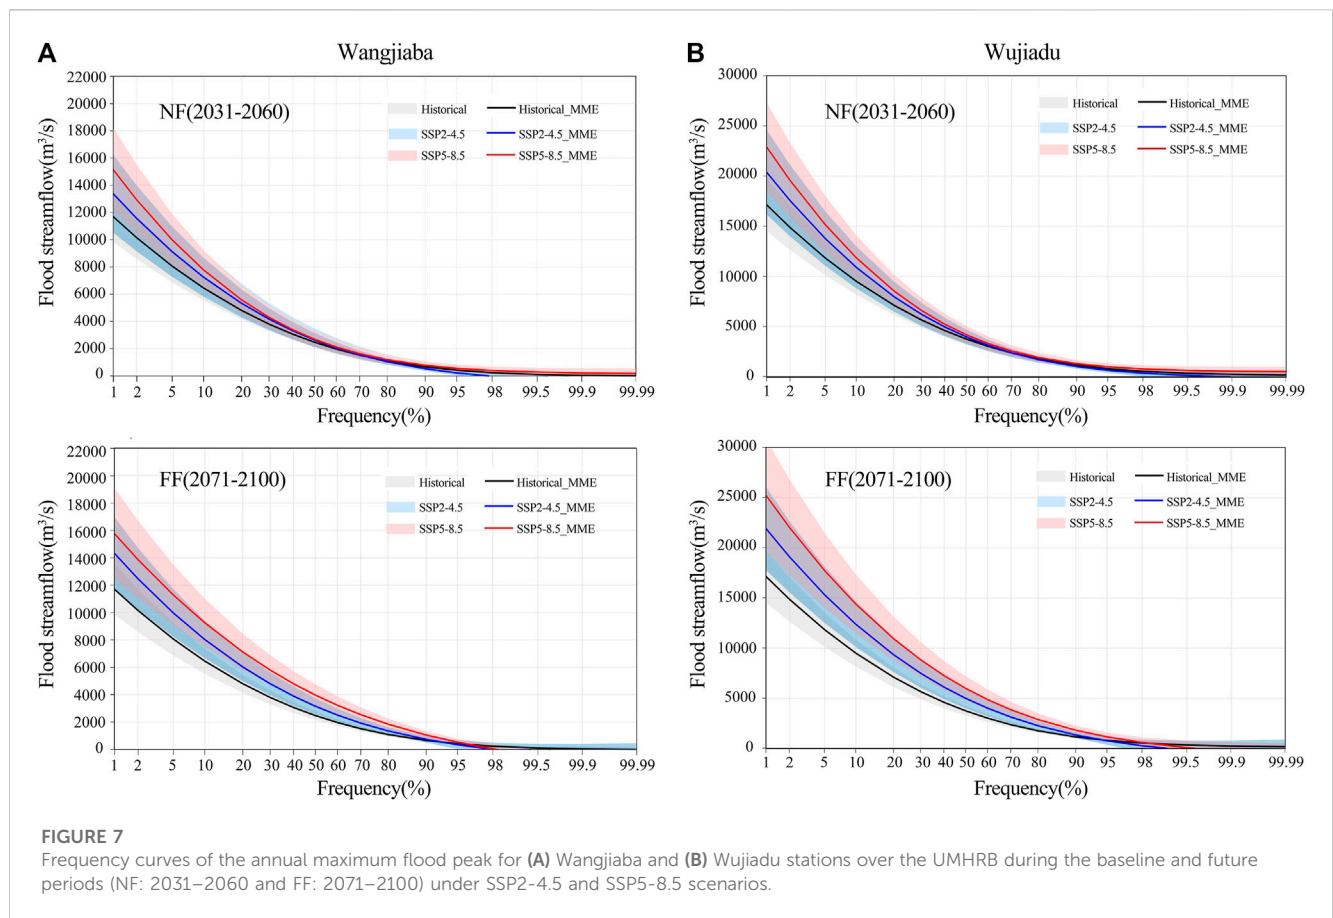 A
Wangjiaba
22000
20000
18000
16000
14000
12000
10000
8000
6000
4000
2000
0
Flood streamflow(m³/s)
NF(2031-2060)
Historical
Historical_MME
SSP2-4.5
SSP2-4.5_MME
SSP5-8.5
SSP5-8.5_MME
1 2 5 10 20 30 40 50 60 70 80 90 95 98 99.5 99.9 99.99
Frequency(%)
B
Wujiadu
30000
25000
20000
15000
10000
5000
0
Flood streamflow(m³/s)
NF(2031-2060)
Historical
Historical_MME
SSP2-4.5
SSP2-4.5_MME
SSP5-8.5
SSP5-8.5_MME
1 2 5 10 20 30 40 50 60 70 80 90 95 98 99.5 99.9 99.99
Frequency(%)
22000
20000
18000
16000
14000
12000
10000
8000
6000
4000
2000
0
Flood streamflow(m³/s)
FF(2071-2100)
Historical
Historical_MME
SSP2-4.5
SSP2-4.5_MME
SSP5-8.5
SSP5-8.5_MME
1 2 5 10 20 30 40 50 60 70 80 90 95 98 99.5 99.9 99.99
Frequency(%)
30000
25000
20000
15000
10000
5000
0
Flood streamflow(m³/s)
FF(2071-2100)
Historical
Historical_MME
SSP2-4.5
SSP2-4.5_MME
SSP5-8.5
SSP5-8.5_MME
1 2 5 10 20 30 40 50 60 70 80 90 95 98 99.5 99.9 99.99
Frequency(%)
FIGURE 7
Frequency curves of the annual maximum flood peak for (A) Wangjiaba and (B) Wujiadu stations over the UMHRB during the baseline and future
periods (NF: 2031–2060 and FF: 2071–2100) under SSP2-4.5 and SSP5-8.5 scenarios.